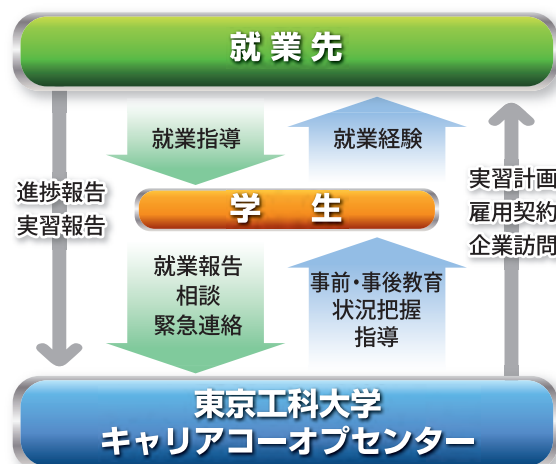 就業先
就業指導
就業経験
進捗報告
実習報告
学生
実習計画
雇用契約
企業訪問
就業報告
相談
緊急連絡
事前・事後教育
状況把握
指導
東京工科大学
キャリアコーオプセンター